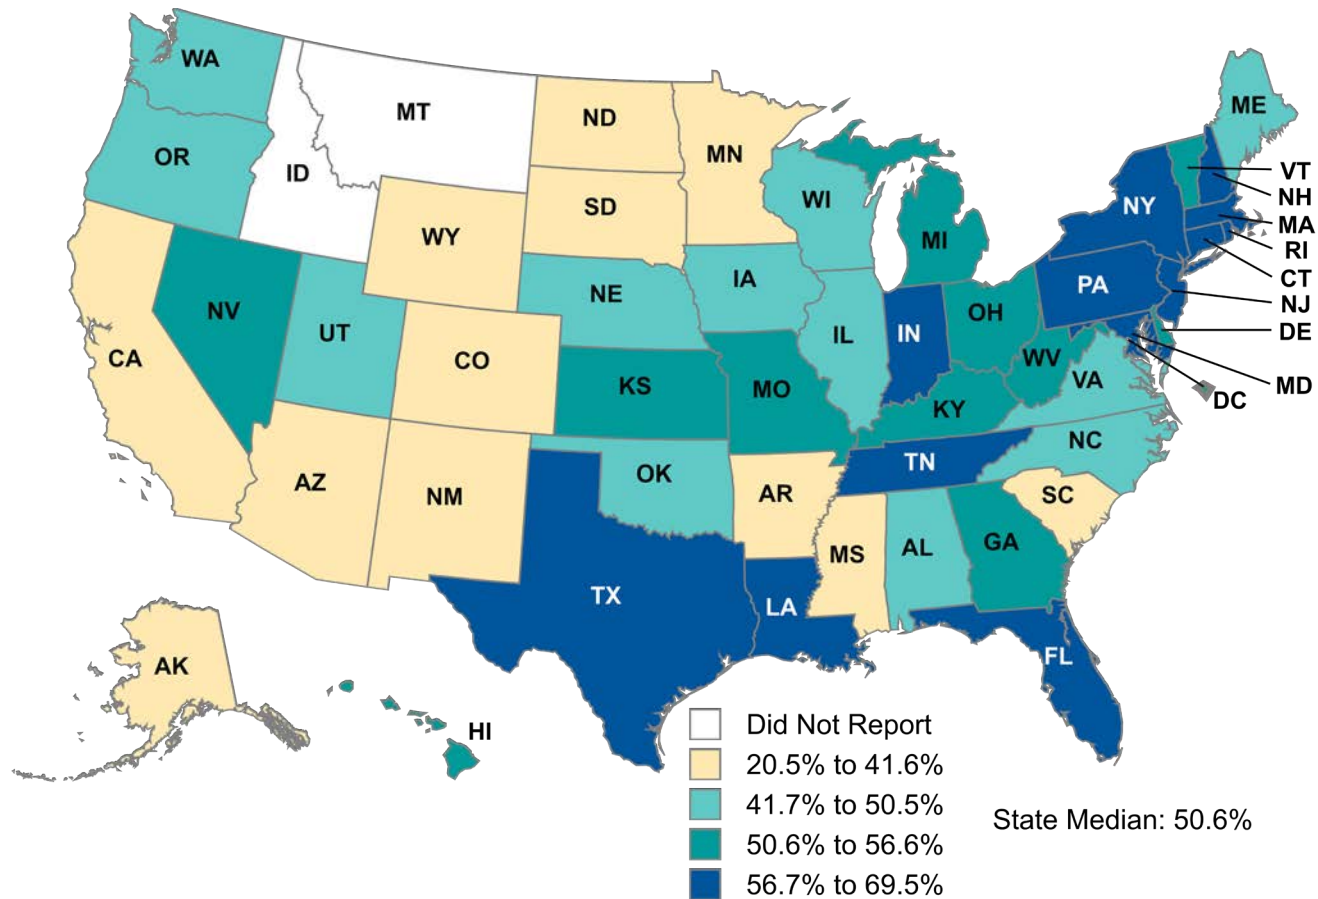 WA
MT
ND
MN
ME
OR
ID
SD
WI
VT
NH
NY
MA
RI
CT
NJ
DE
MD
DC
WY
MI
PA
NE
IA
NV
UT
IL
IN
OH
CA
CO
KS
MO
WV
VA
KY
NC
TN
AZ
NM
OK
AR
SC
MS
AL
GA
TX
LA
FL
AK
HI
Did Not Report
20.5% to 41.6%
41.7% to 50.5%
50.6% to 56.6%
56.7% to 69.5%
State Median: 50.6%